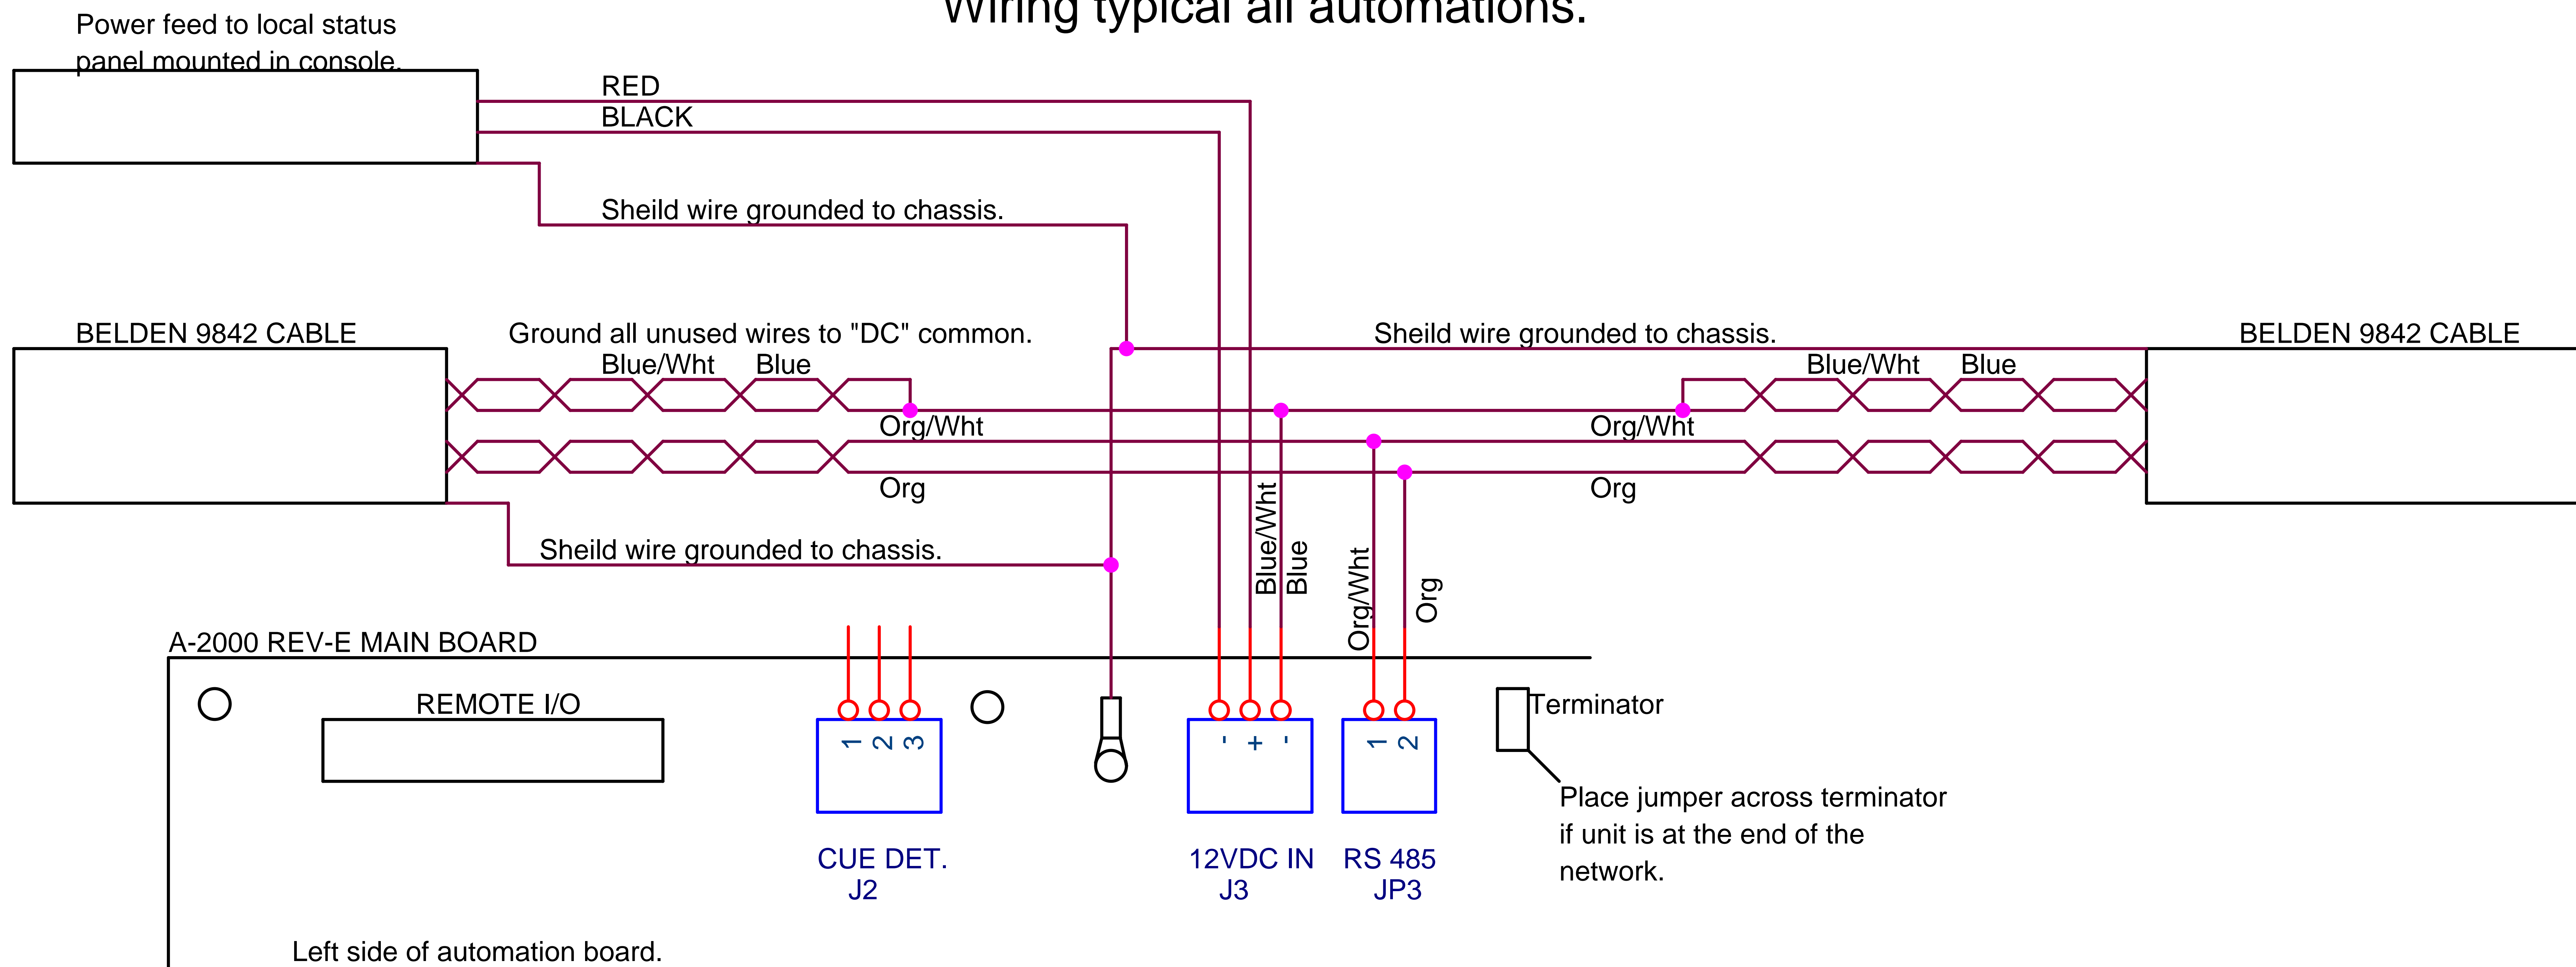 Wiring typical all automations.
Power feed to local status
panel mounted in console.
RED
BLACK
Sheild wire grounded to chassis.
BELDEN 9842 CABLE
Ground all unused wires to "DC" common.
Sheild wire grounded to chassis.
BELDEN 9842 CABLE
Blue/Wht
Blue
Blue/Wht
Blue
Org/Wht
Org/Wht
Org
Org
Sheild wire grounded to chassis.
Blue/Wht
Blue
Org/Wht
Org
A-2000 REV-E MAIN BOARD
REMOTE I/O
Terminator
1
2
3
-
+
-
1
2
Place jumper across terminator
if unit is at the end of the
network.
CUE DET.
J2
12VDC IN
J3
RS 485
JP3
Left side of automation board.